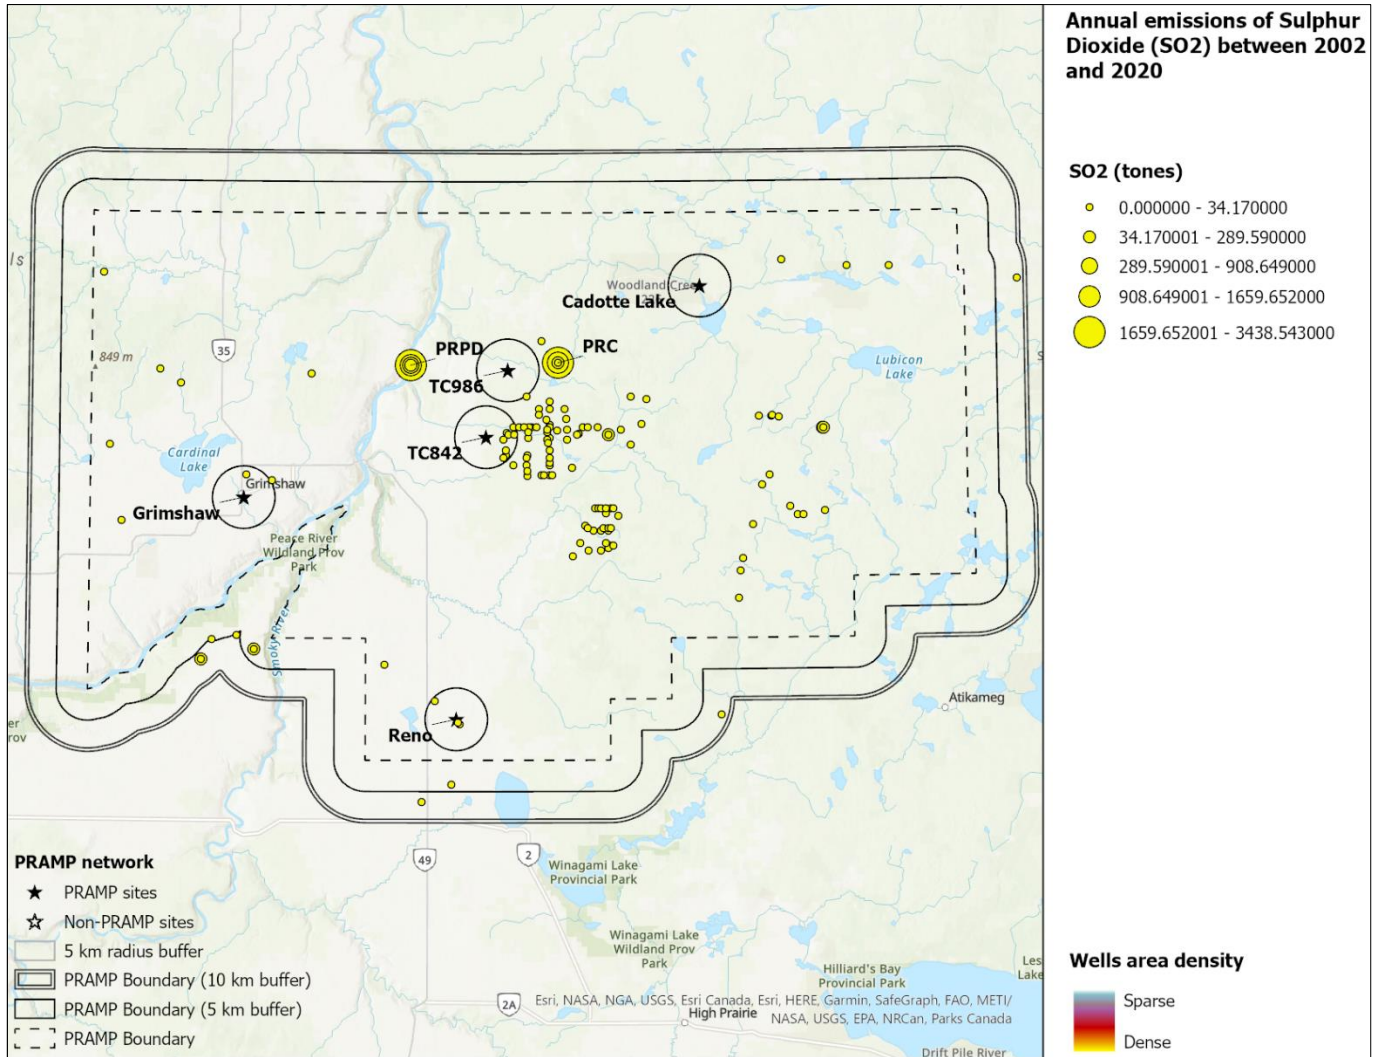 Annual emissions of Sulphur
Dioxide (SO2) between 2002
and 2020
SO2 (tones)
0.000000 - 34.170000
34.170001 - 289.590000
289.590001 - 908.649000
908.649001 - 1659.652000
1659.652001 - 3438.543000
ls
Woodland Cree
Cadotte Lake
35
849 m
PRPD
PRC
TC986
Lubicon
Lake
S
Cardinal
Lake
TC842
Grimshaw
Grimshaw
Peace River
Wildland Prov
Park
Smoky River
Atikameg
er
rov
Reno
49
2
Winagami Lake
Provincial Park
Winagami Lake
Wildland Prov
Park
Hilliard's Bay
Provincial Park
Les
Lake
2A
Esri, NASA, NGA, USGS, Esri Canada, Esri, HERE, Garmin, SafeGraph, FAO, METI/
High Prairie
NASA, USGS, EPA, NRCan, Parks Canada
Drift Pile River
PRAMP network
PRAMP sites
Non-PRAMP sites
5 km radius buffer
PRAMP Boundary (10 km buffer)
PRAMP Boundary (5 km buffer)
PRAMP Boundary
Wells area density
Sparse
Dense